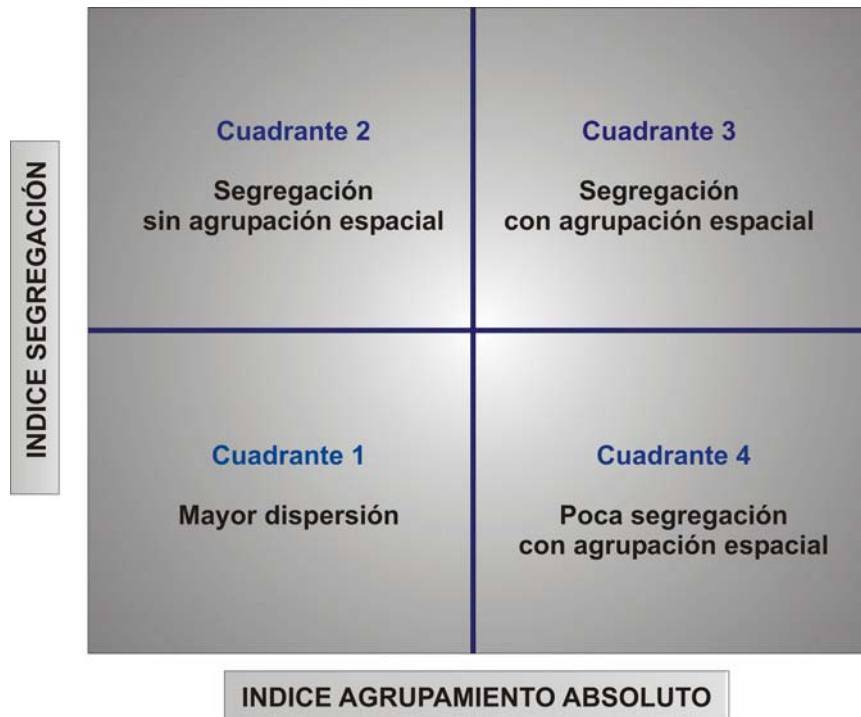 INDICE SEGREGACIÓN
Cuadrante 2
Segregación
sin agrupación espacial
Cuadrante 3
Segregación
con agrupación espacial
Cuadrante 1
Mayor dispersión
Cuadrante 4
Poca segregación
con agrupación espacial
INDICE AGRUPAMIENTO ABSOLUTO